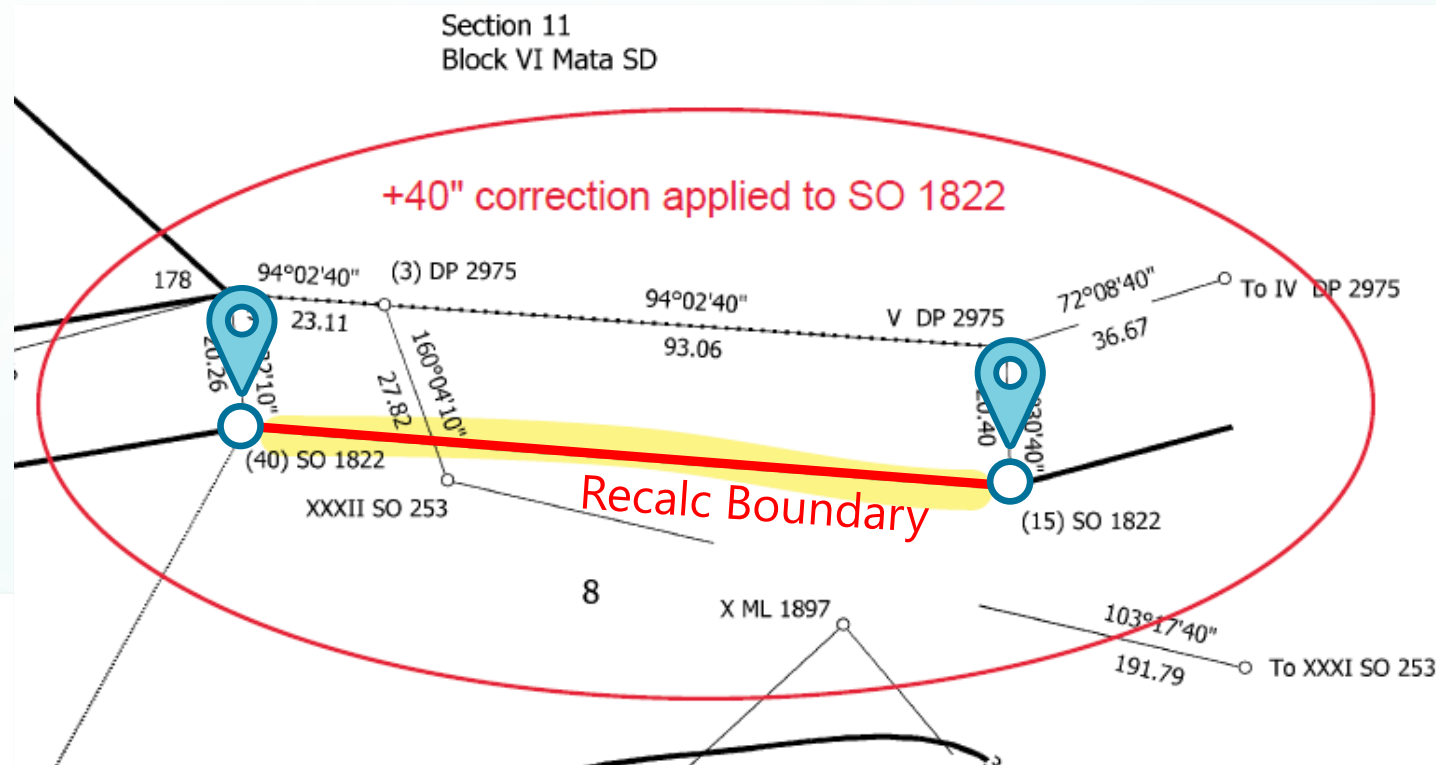 Section 11
Block VI Mata SD
+40" correction applied to SO 1822
178
94°02'40"
(3) DP 2975
23.11
94°02'40"
93.06
V DP 2975
72°08'40"
36.67
To IV DP 2975
20.26
27.82
160°04'10"
20.40
(40) SO 1822
XXXII SO 253
Recalc Boundary
(15) SO 1822
8
X ML 1897
103°17'40"
191.79
To XXXI SO 253